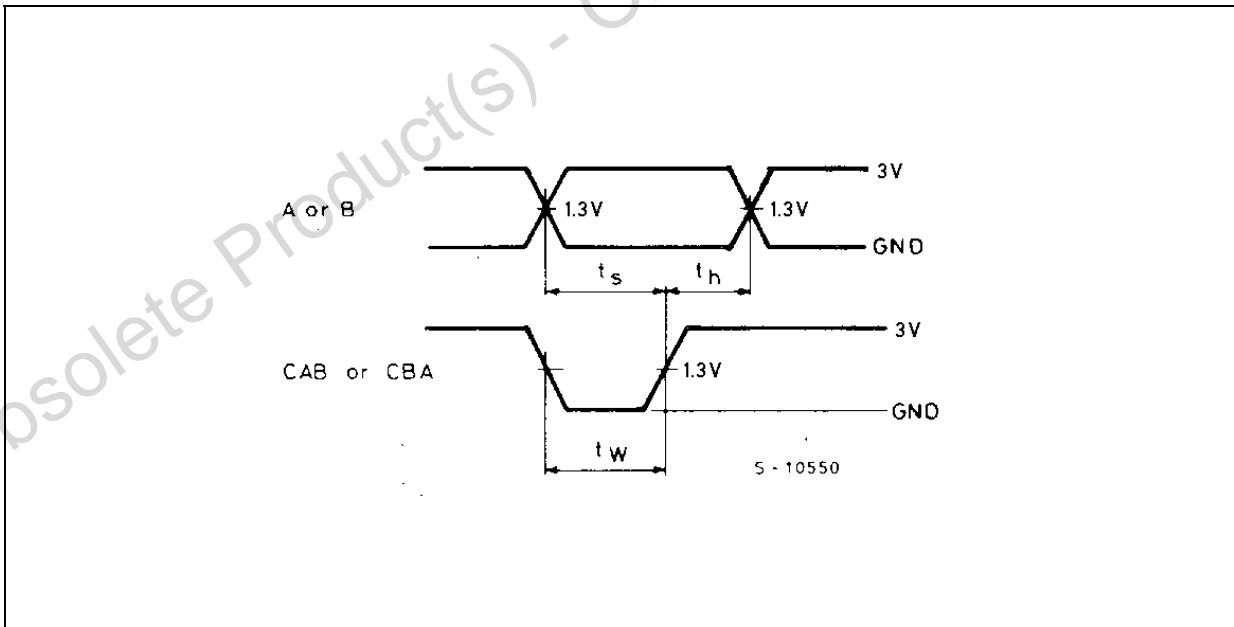 bsolete Product(s) - O
3V
A or B
1.3V
1.3V
GND
ts
th
3V
CAB or CBA
1.3V
GND
tW
S - 10550